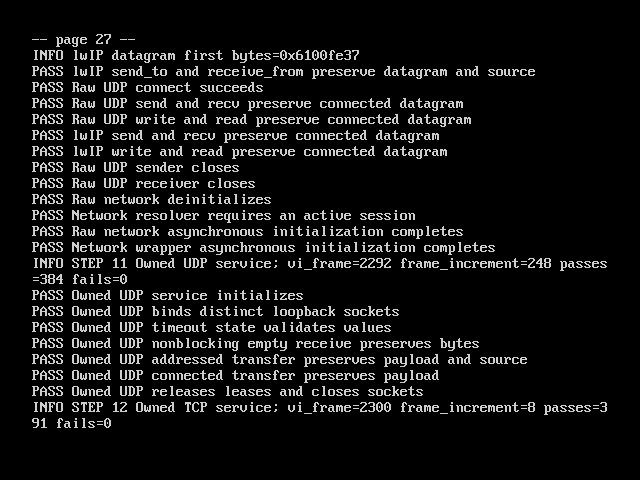 -- page 27 --
INFO lwIP datagram first bytes=0x6100fe37
PASS lwIP send_to and receive_from preserve datagram and source
PASS Raw UDP connect succeeds
PASS Raw UDP send and recv preserve connected datagram
PASS Raw UDP write and read preserve connected datagram
PASS lwIP send and recv preserve connected datagram
PASS lwIP write and read preserve connected datagram
PASS Raw UDP sender closes
PASS Raw UDP receiver closes
PASS Raw network deinitializes
PASS Network resolver requires an active session
PASS Raw network asynchronous initialization completes
PASS Network wrapper asynchronous initialization completes
INFO STEP 11 Owned UDP service; vi_frame=2292 frame_increment=248 passes
=384 fails=0
PASS Owned UDP service initializes
PASS Owned UDP binds distinct loopback sockets
PASS Owned UDP timeout state validates values
PASS Owned UDP nonblocking empty receive preserves bytes
PASS Owned UDP addressed transfer preserves payload and source
PASS Owned UDP connected transfer preserves payload
PASS Owned UDP releases leases and closes sockets
INFO STEP 12 Owned TCP service; vi_frame=2300 frame_increment=8 passes=3
91 fails=0